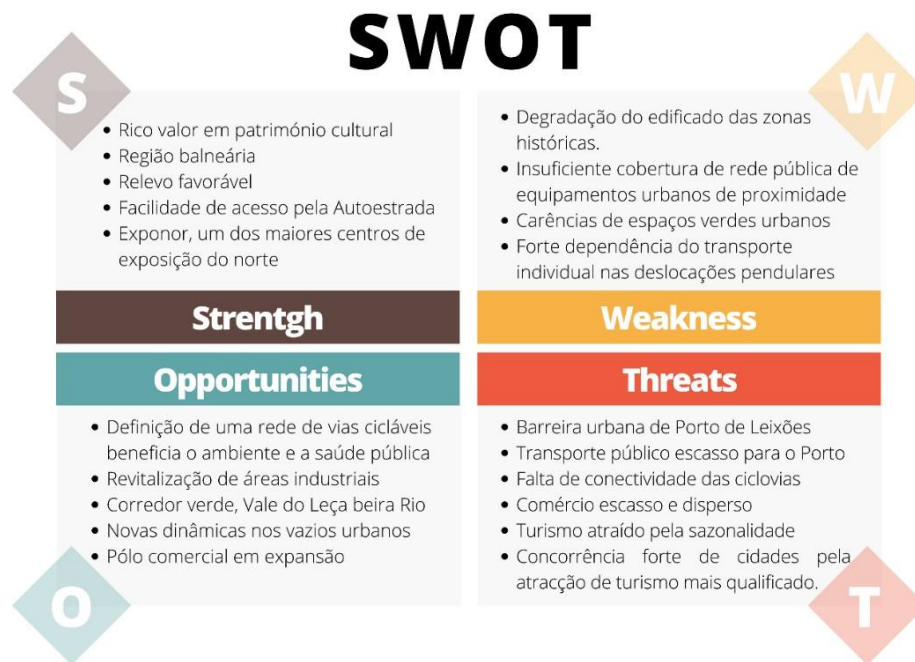 SWOT
S
• Rico valor em património cultural
• Região balneária
• Relevo favorável
• Facilidade de acesso pela Autoestrada
• Exponor, um dos maiores centros de
exposição do norte
Strentgh
W
• Degradação do edificado das zonas
históricas.
• Insuficiente cobertura de rede pública de
equipamentos urbanos de proximidade
• Carências de espaços verdes urbanos
• Forte dependência do transporte
individual nas deslocações pendulares
Weakness
Opportunities
• Definição de uma rede de vias cicláveis
beneficia o ambiente e a saúde pública
• Revitalização de áreas industriais
• Corredor verde, Vale do Leça beira Rio
• Novas dinâmicas nos vazios urbanos
• Pólo comercial em expansão
O
Threats
• Barreira urbana de Porto de Leixões
• Transporte público escasso para o Porto
• Falta de conectividade das ciclovias
• Comércio escasso e disperso
• Turismo atraído pela sazonalidade
• Concorrência forte de cidades pela
atracção de turismo mais qualificado.
T